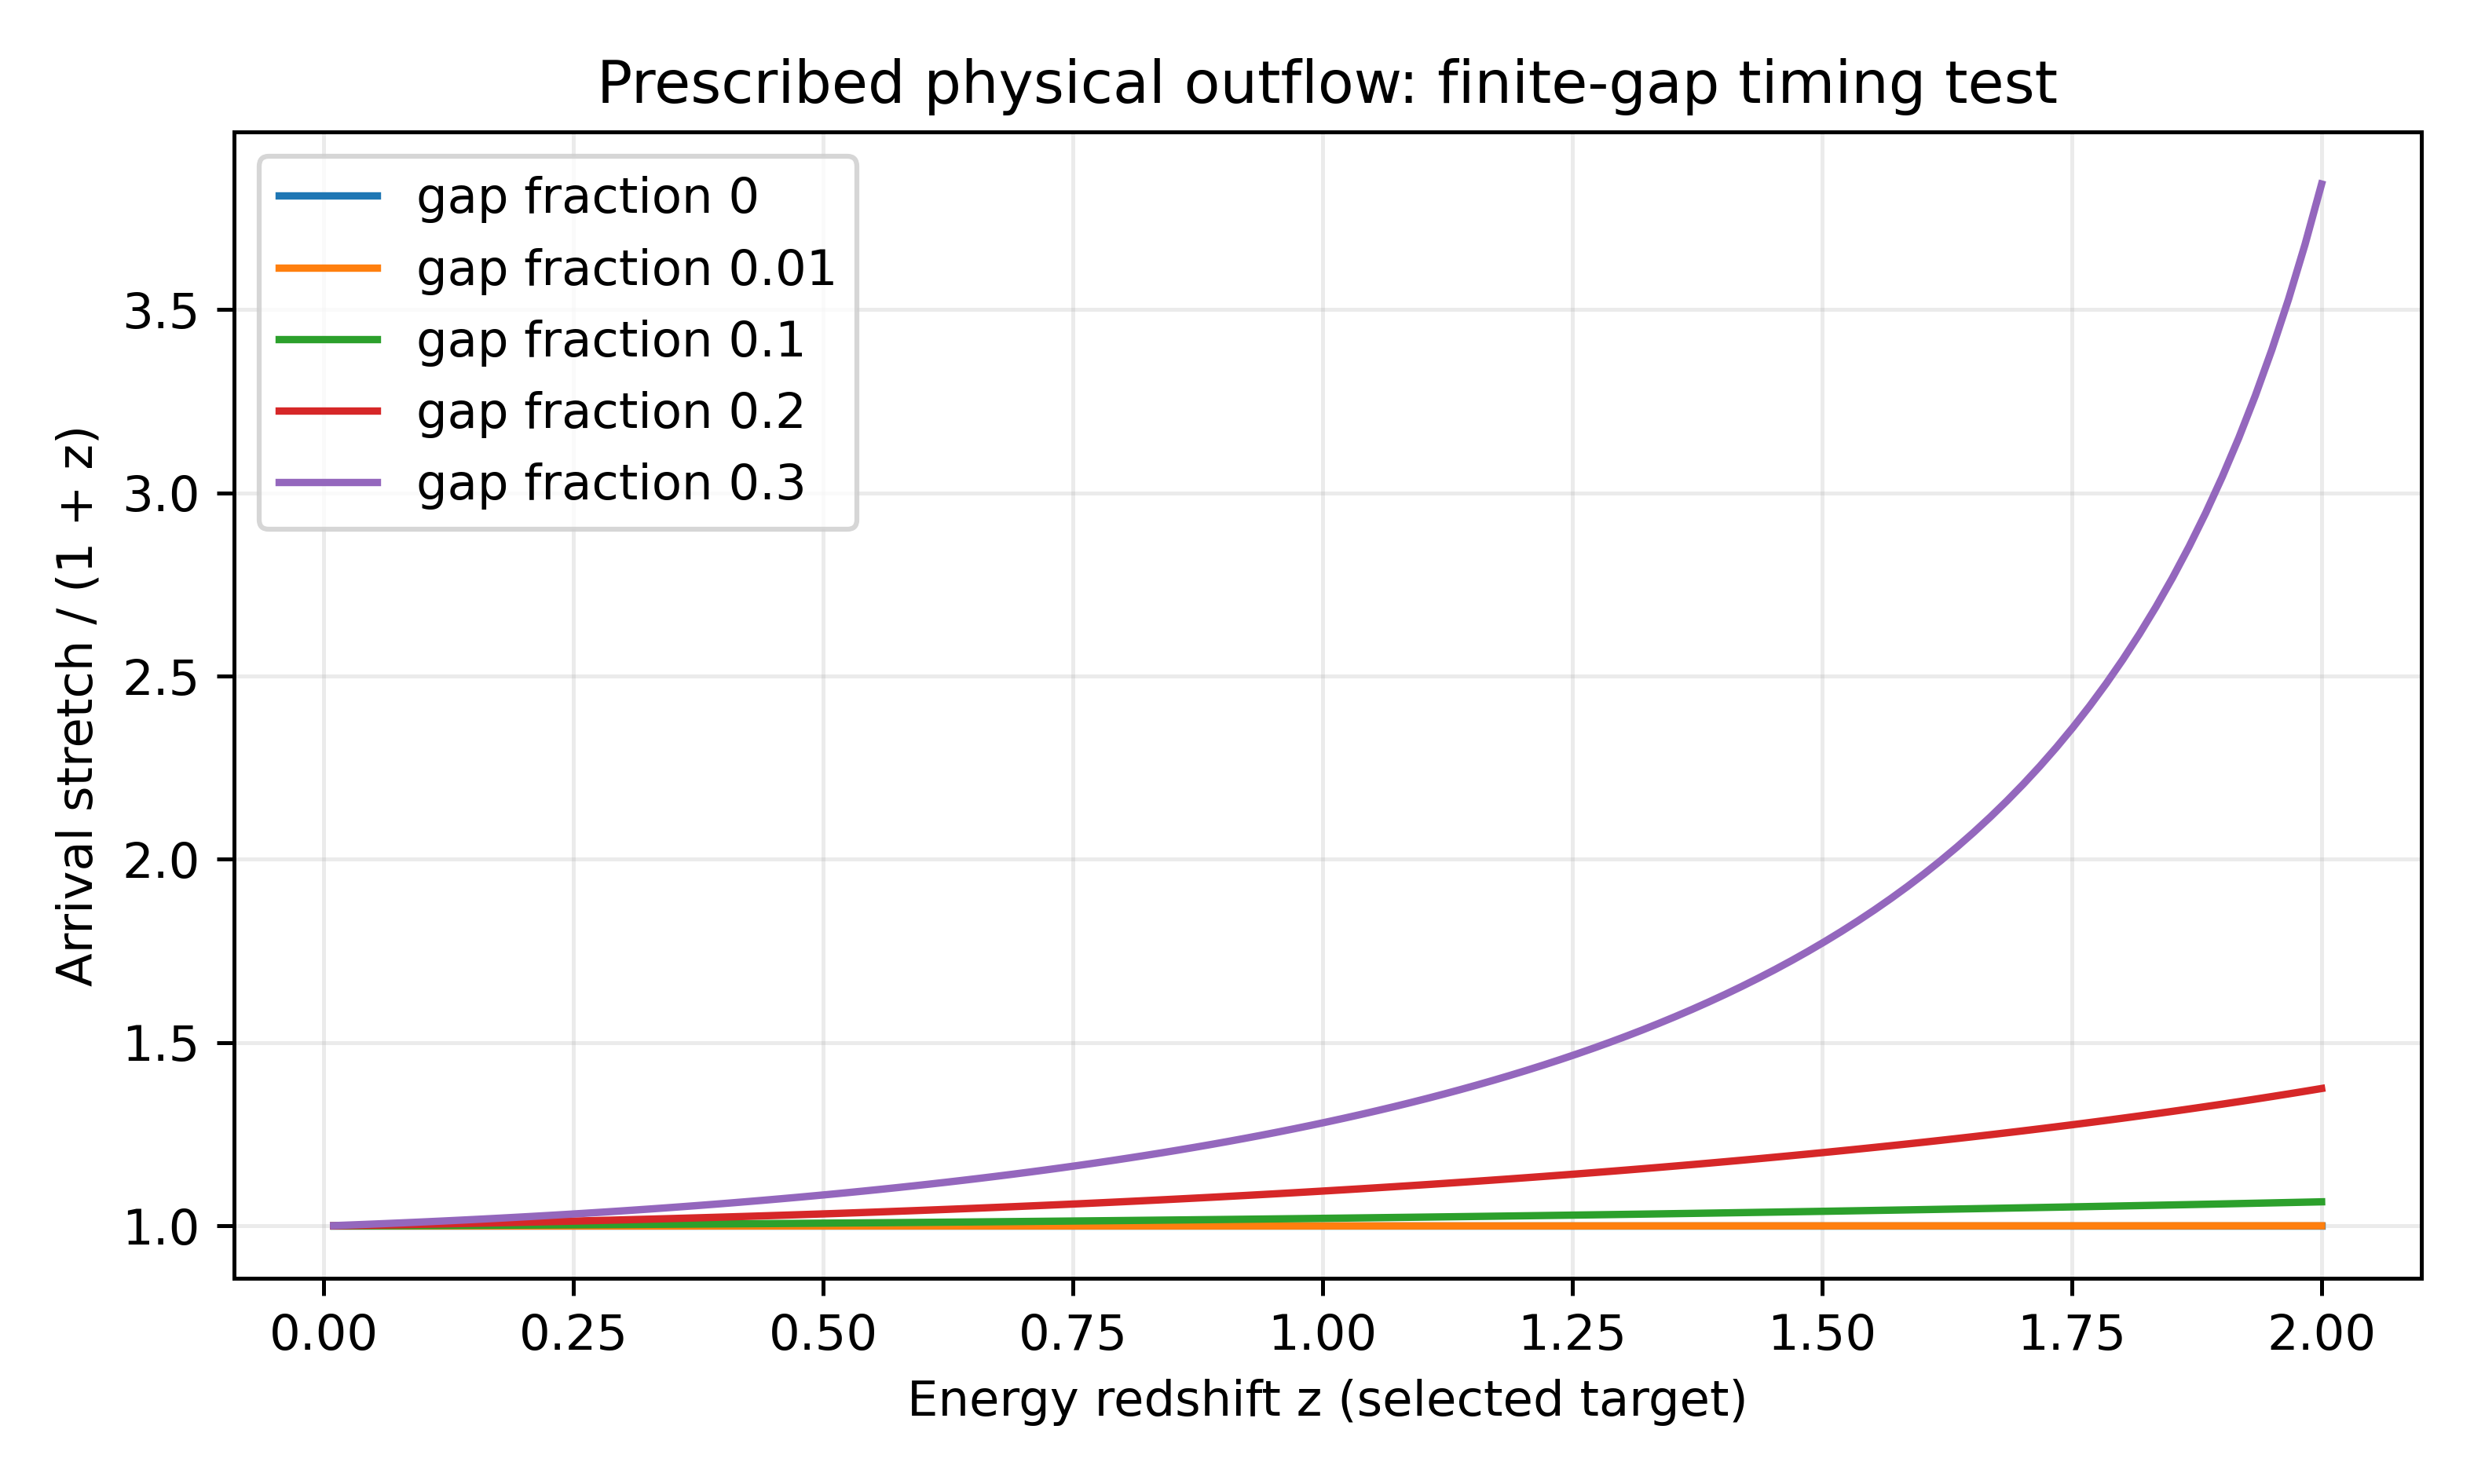 Prescribed physical outflow: finite-gap timing test
gap fraction 0
gap fraction 0.01
gap fraction 0.1
gap fraction 0.2
gap fraction 0.3
Arrival stretch / (1 + z)
3.5
3.0
2.5
2.0
1.5
1.0
0.00 0.25 0.50 0.75 1.00 1.25 1.50 1.75 2.00
Energy redshift z (selected target)